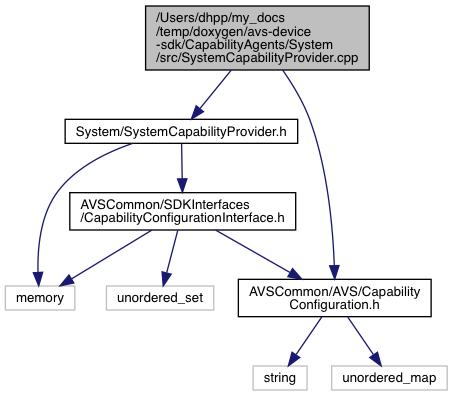 /Users/dhpp/my_docs
/temp/doxygen/avs-device
-sdk/CapabilityAgents/System
/src/SystemCapabilityProvider.cpp
System/SystemCapabilityProvider.h
AVSCommon/SDKInterfaces
/CapabilityConfigurationInterface.h
memory
unordered_set
AVSCommon/AVS/Capability
Configuration.h
string
unordered_map